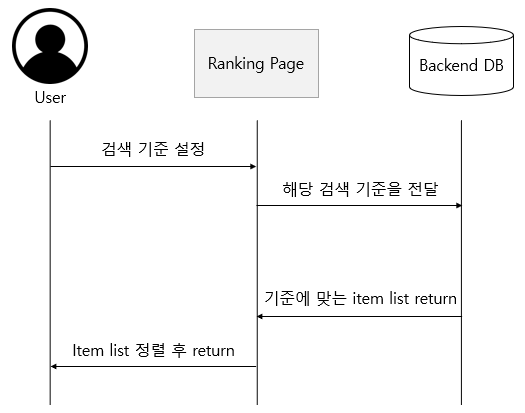 User
Ranking Page
Backend DB
검색 기준 설정
해당 검색 기준을 전달
기준에 맞는 item list return
Item list 정렬 후 return